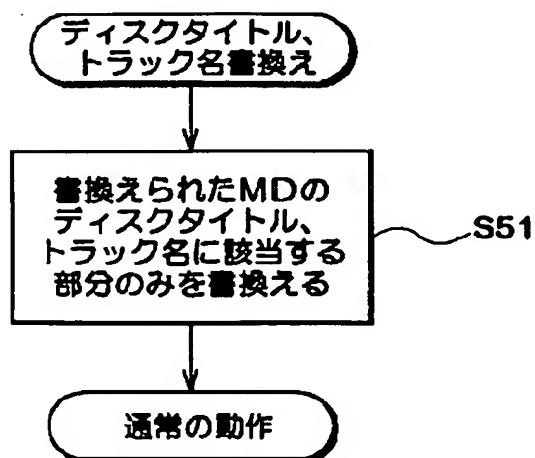 ディスクタイトル、
トラック名書換え
書換えられたMDの
ディスクタイトル、
トラック名に該当する
部分のみを書換える
S51
通常の動作